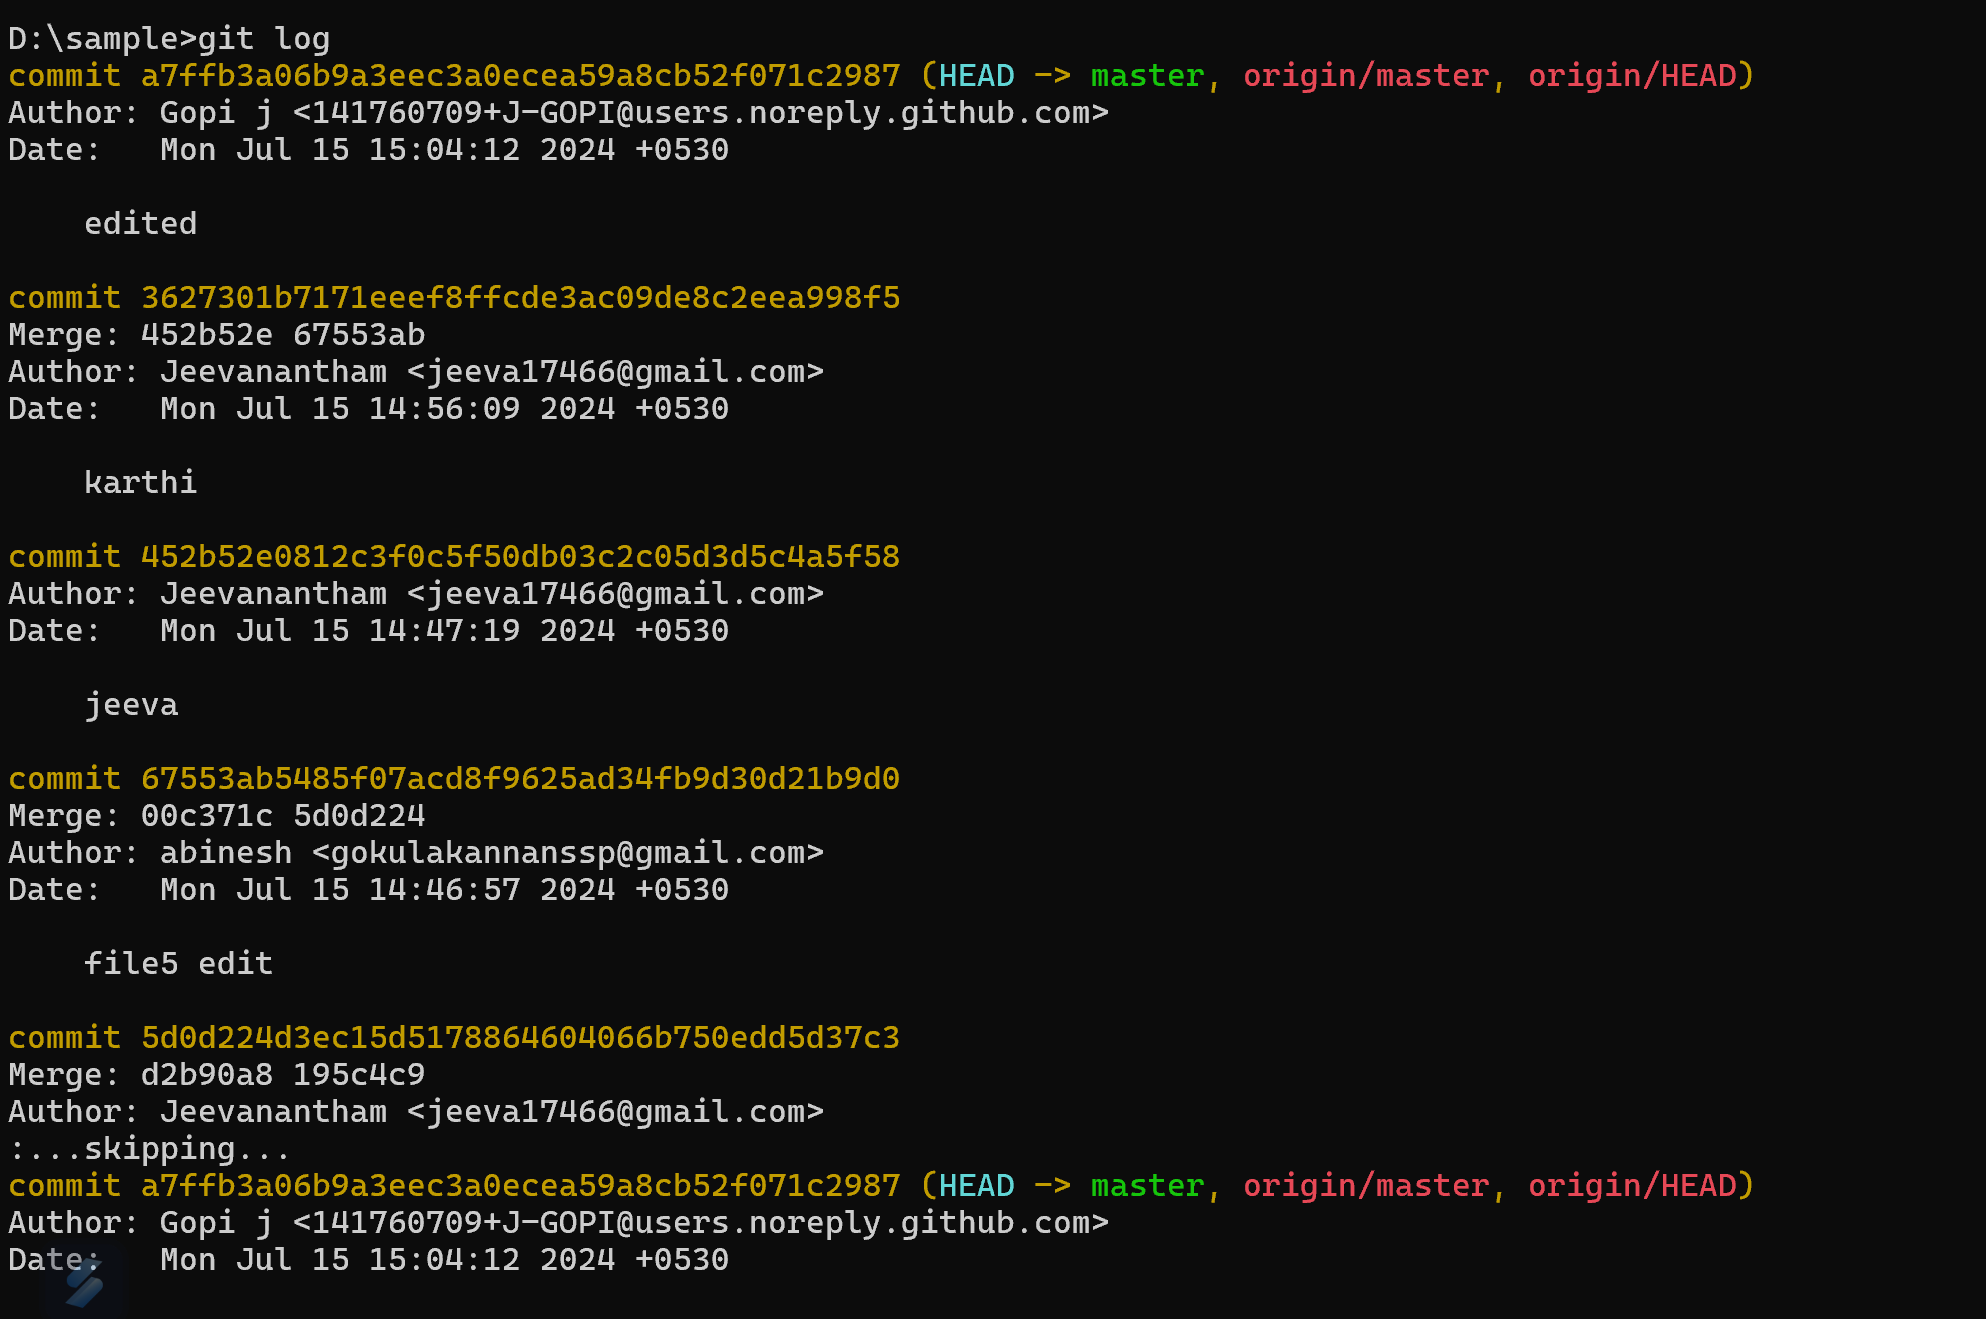 D:\sample>git log
commit a7ffb3a06b9a3eec3a0ecea59a8cb52f071c2987 (HEAD -> master, origin/master, origin/HEAD)
Author: Gopi j <141760709+J-GOPI@users.noreply.github.com>
Date:   Mon Jul 15 15:04:12 2024 +0530

    edited

commit 3627301b7171eeef8ffcde3ac09de8c2eea998f5
Merge: 452b52e 67553ab
Author: Jeevanantham <jeeva17466@gmail.com>
Date:   Mon Jul 15 14:56:09 2024 +0530

    karthi

commit 452b52e0812c3f0c5f50db03c2c05d3d5c4a5f58
Author: Jeevanantham <jeeva17466@gmail.com>
Date:   Mon Jul 15 14:47:19 2024 +0530

    jeeva

commit 67553ab5485f07acd8f9625ad34fb9d30d21b9d0
Merge: 00c371c 5d0d224
Author: abinesh <gokulakannanssp@gmail.com>
Date:   Mon Jul 15 14:46:57 2024 +0530

    file5 edit

commit 5d0d224d3ec15d5178864604066b750edd5d37c3
Merge: d2b90a8 195c4c9
Author: Jeevanantham <jeeva17466@gmail.com>
:...skipping...
commit a7ffb3a06b9a3eec3a0ecea59a8cb52f071c2987 (HEAD -> master, origin/master, origin/HEAD)
Author: Gopi j <141760709+J-GOPI@users.noreply.github.com>
Date:   Mon Jul 15 15:04:12 2024 +0530